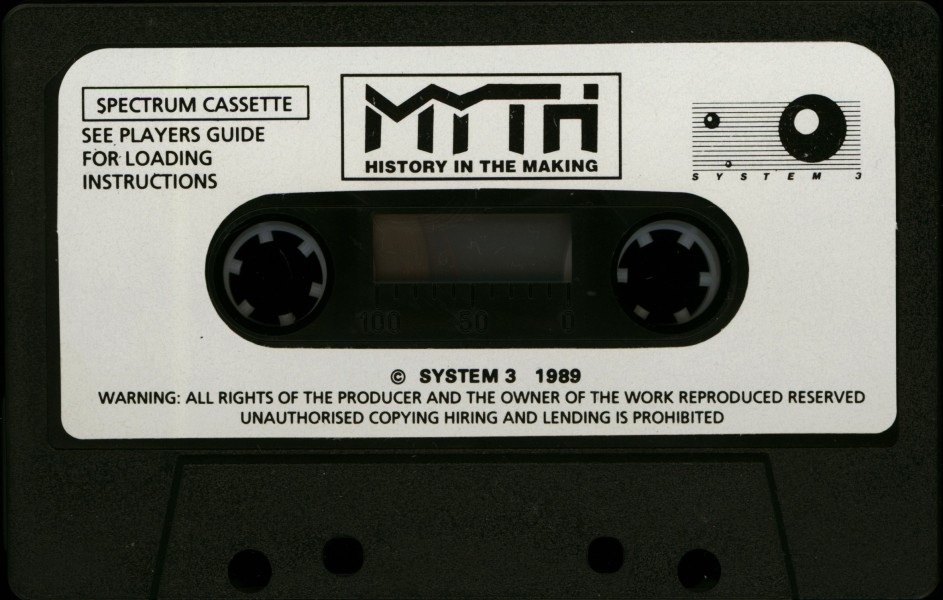 SPECTRUM CASSETTE
SEE PLAYERS GUIDE
FOR LOADING
INSTRUCTIONS
MYTH
HISTORY IN THE MAKING
SYSTEM 3
100 50 0
© SYSTEM 3 1989
WARNING: ALL RIGHTS OF THE PRODUCER AND THE OWNER OF THE WORK REPRODUCED RESERVED
UNAUTHORISED COPYING HIRING AND LENDING IS PROHIBITED